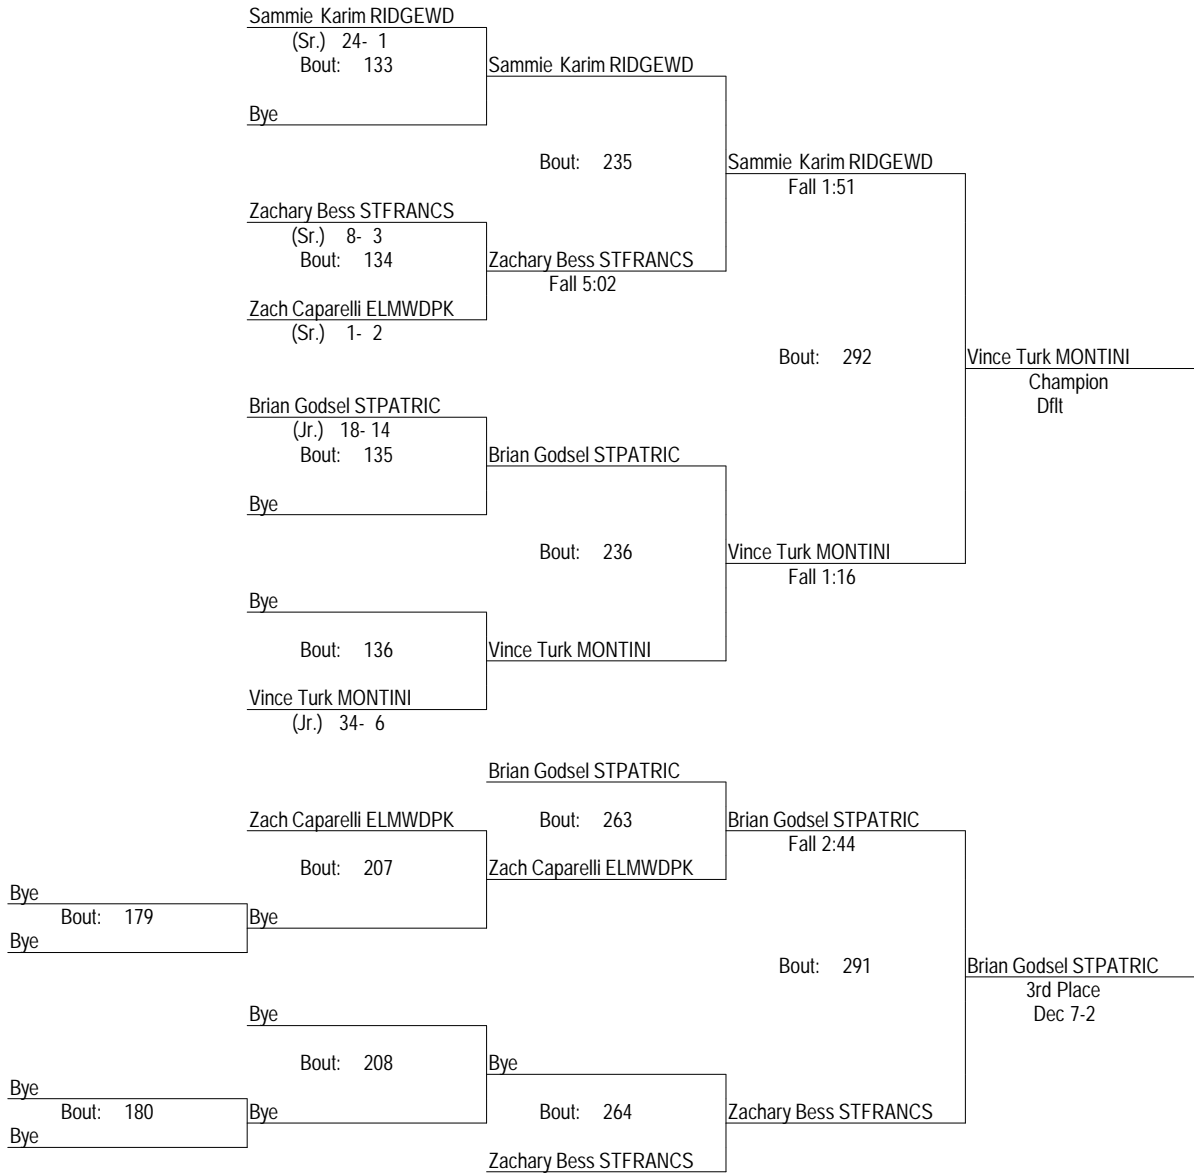 Sammie Karim RIDGEWD
(Sr.) 24- 1
Bout: 133
Sammie Karim RIDGEWD
Bye
Bout: 235
Sammie Karim RIDGEWD
Fall 1:51
Zachary Bess STFRANCS
(Sr.) 8- 3
Bout: 134
Zachary Bess STFRANCS
Fall 5:02
Zach Caparelli ELMWDPK
(Sr.) 1- 2
Bout: 292
Vince Turk MONTINI
Champion
Dflt
Brian Godsel STPATRIC
(Jr.) 18- 14
Bout: 135
Brian Godsel STPATRIC
Bye
Bout: 236
Vince Turk MONTINI
Fall 1:16
Bye
Bout: 136
Vince Turk MONTINI
Vince Turk MONTINI
(Jr.) 34- 6
Brian Godsel STPATRIC
Zach Caparelli ELMWDPK
Bout: 263
Brian Godsel STPATRIC
Fall 2:44
Bout: 207
Zach Caparelli ELMWDPK
Bye
Bout: 179
Bye
Bye
Bout: 291
Brian Godsel STPATRIC
3rd Place
Dec 7-2
Bye
Bout: 208
Bye
Bye
Bout: 180
Bye
Bout: 264
Zachary Bess STFRANCS
Bye
Zachary Bess STFRANCS